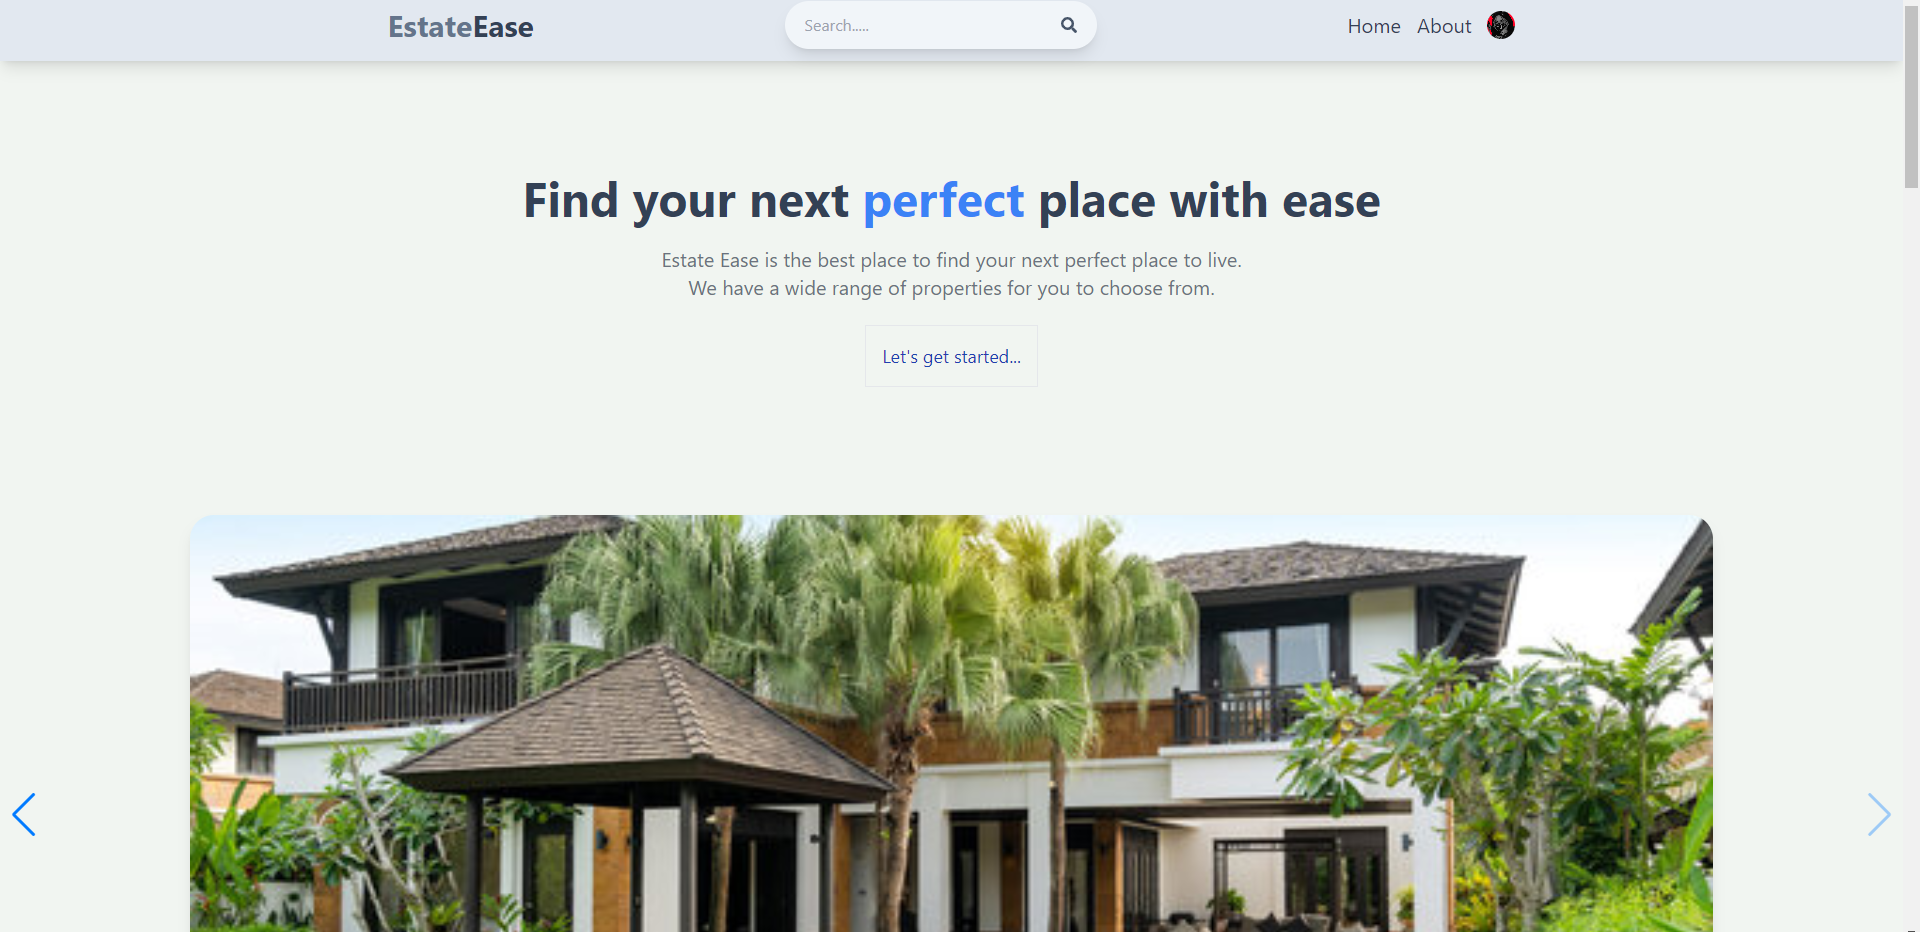 EstateEase
Search.....
Home
About
Find your next perfect place with ease
Estate Ease is the best place to find your next perfect place to live.
We have a wide range of properties for you to choose from.
Let's get started...